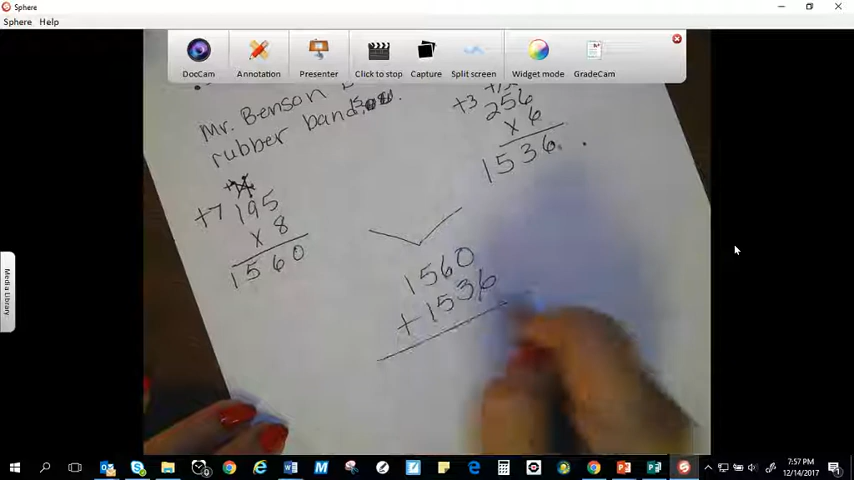 Sphere
Sphere Help
DocCam
Annotation
Presenter
Click to stop
Capture
Split screen
Widget mode
GradeCam
Media Library
Mr. Benson
rubber bands.
+7
195
x 8
1560
+3
256
x 6
1536.
1560
+ 1536
7:57 PM
12/14/2017